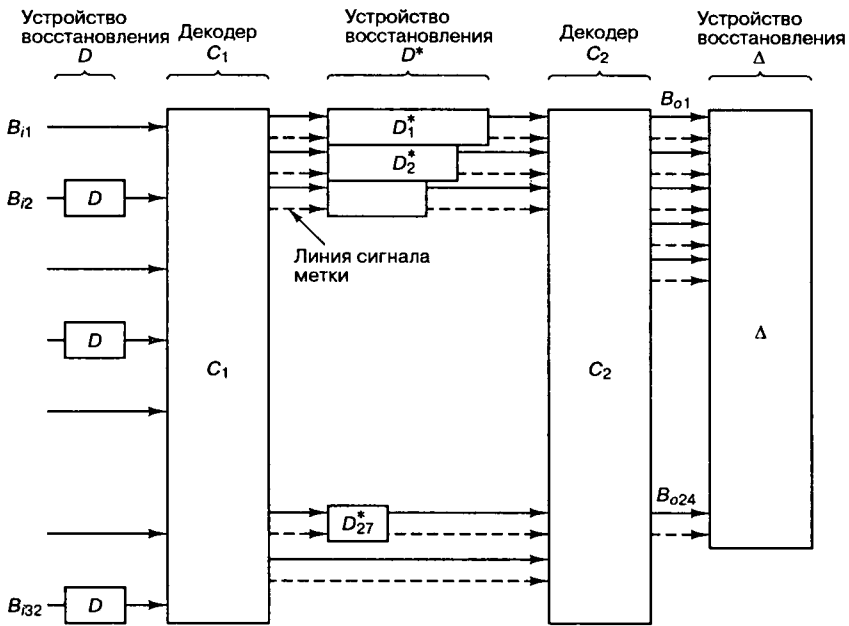 Устройство
восстановления
D
Декодер
C₁
Устройство
восстановления
D*
Декодер
C₂
Устройство
восстановления
Δ
Bᵢ₁
Bᵢ₂
D
D
Bᵢ₃₂
D
C₁
D₁*
D₂*
Линия сигнала
метки
D₂₇*
C₂
Bₒ₁
Bₒ₂₄
Δ